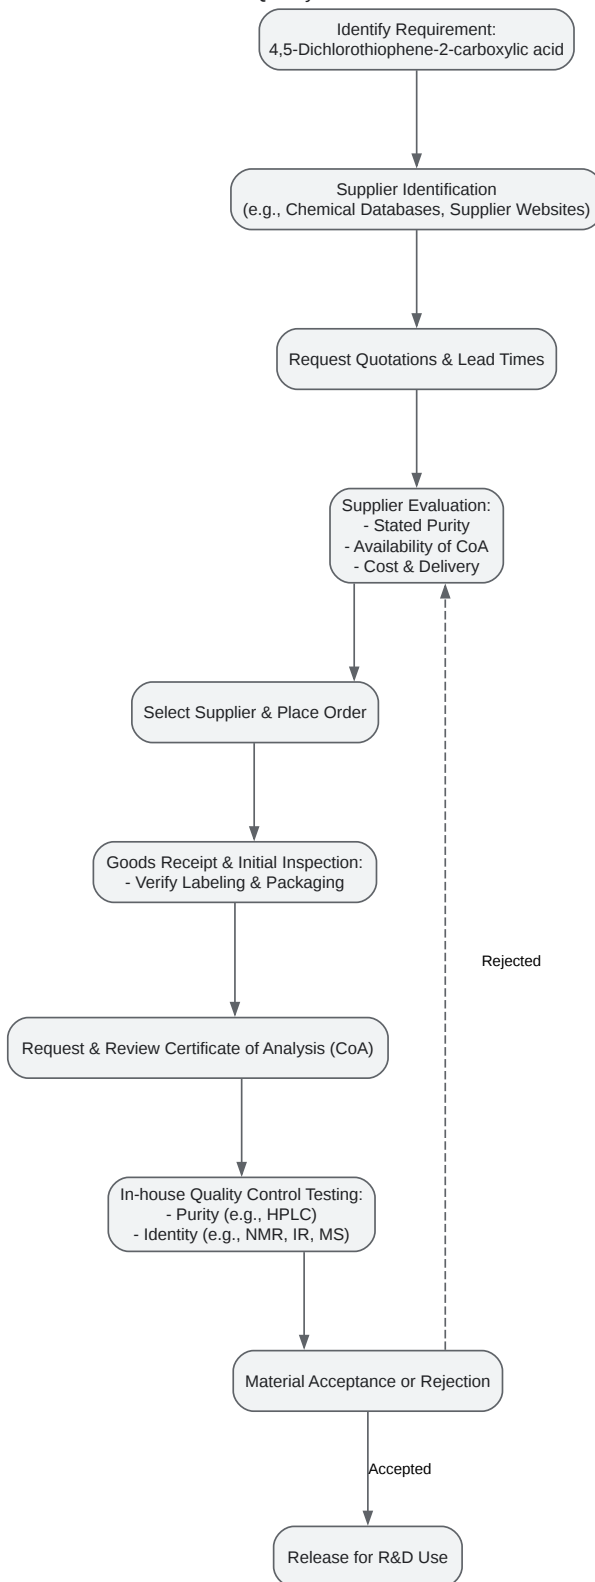 Identify Requirement:
4,5-Dichlorothiophene-2-carboxylic acid
Supplier Identification
(e.g., Chemical Databases, Supplier Websites)
Request Quotations & Lead Times
Supplier Evaluation:
- Stated Purity
- Availability of CoA
- Cost & Delivery
Select Supplier & Place Order
Goods Receipt & Initial Inspection:
- Verify Labeling & Packaging
Rejected
Request & Review Certificate of Analysis (CoA)
In-house Quality Control Testing:
- Purity (e.g., HPLC)
- Identity (e.g., NMR, IR, MS)
Material Acceptance or Rejection
Accepted
Release for R&D Use